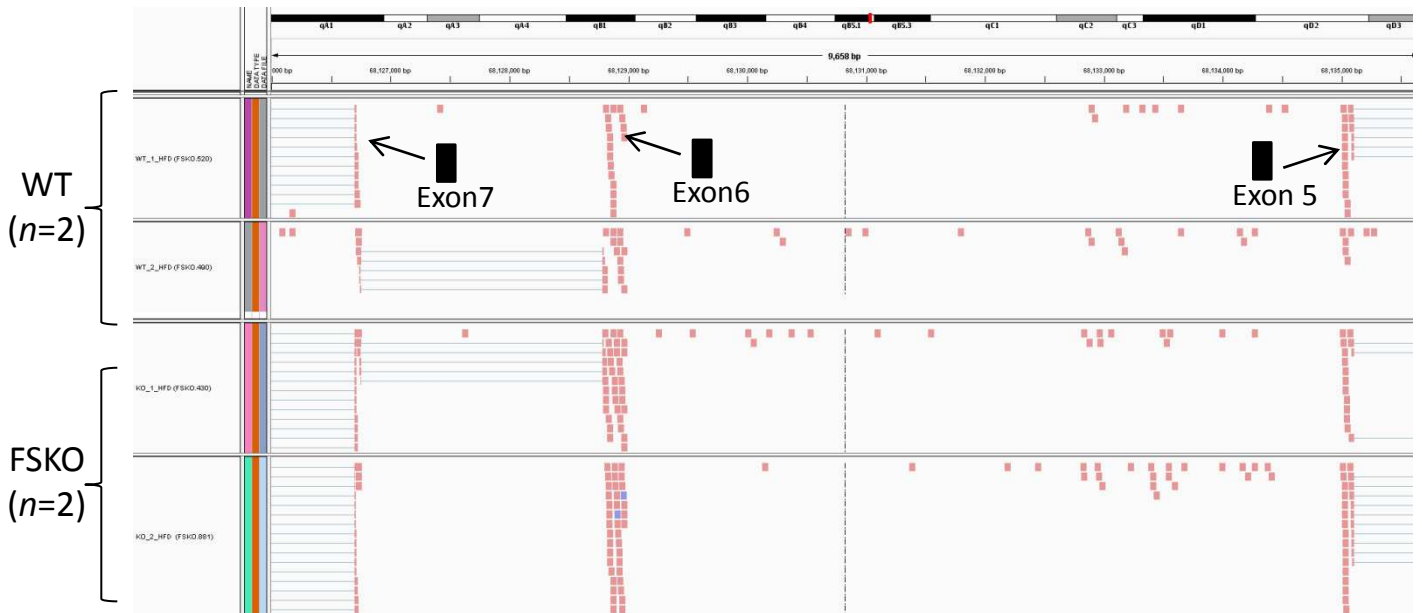 qA1 qA2 qA3 qA4 qB1 qB2 qB3 qB4 qB5.1 qB5.3 qC1 qC2 qC3 qD1 qD2 qD3
9,658 bp
000 bp 68,127,000 bp 68,128,000 bp 68,129,000 bp 68,130,000 bp 68,131,000 bp 68,132,000 bp 68,133,000 bp 68,134,000 bp 68,135,000 bp
NAME
DATA TYPE
DATA FILE
WT
(n=2)
WT_1_HFD (FSKO.520)
Exon7
Exon6
Exon 5
WT_2_HFD (FSKO.490)
FSKO
(n=2)
KO_1_HFD (FSKO.430)
KO_2_HFD (FSKO.881)